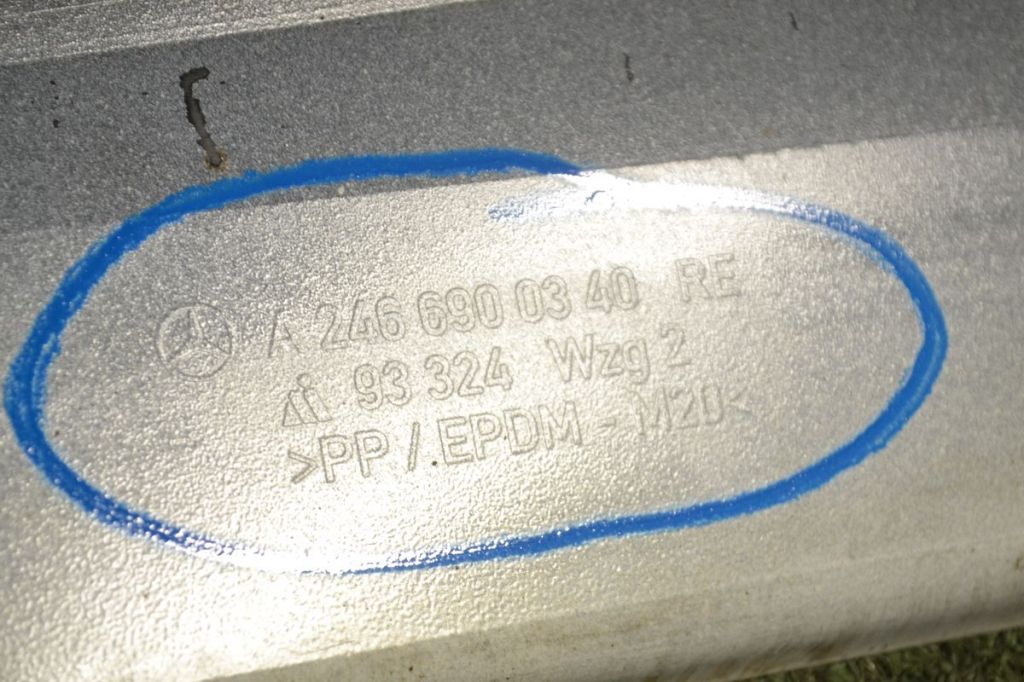 A 246 690 03 40 RE
93 324 Wzg 2
>PP / EPDM - M20<